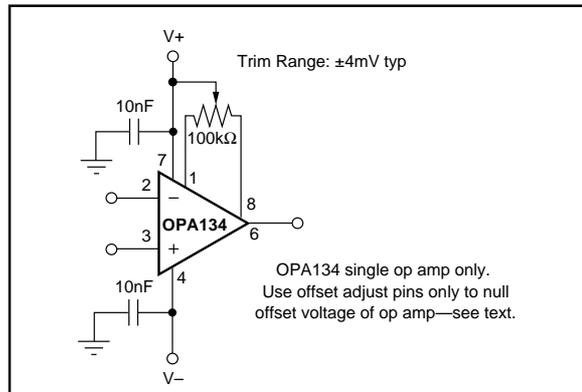 V+
Trim Range: ±4mV typ
10nF
100kΩ
7
1
2
–
8
OPA134
6
3
+
4
OPA134 single op amp only.
Use offset adjust pins only to null
offset voltage of op amp—see text.
10nF
V–